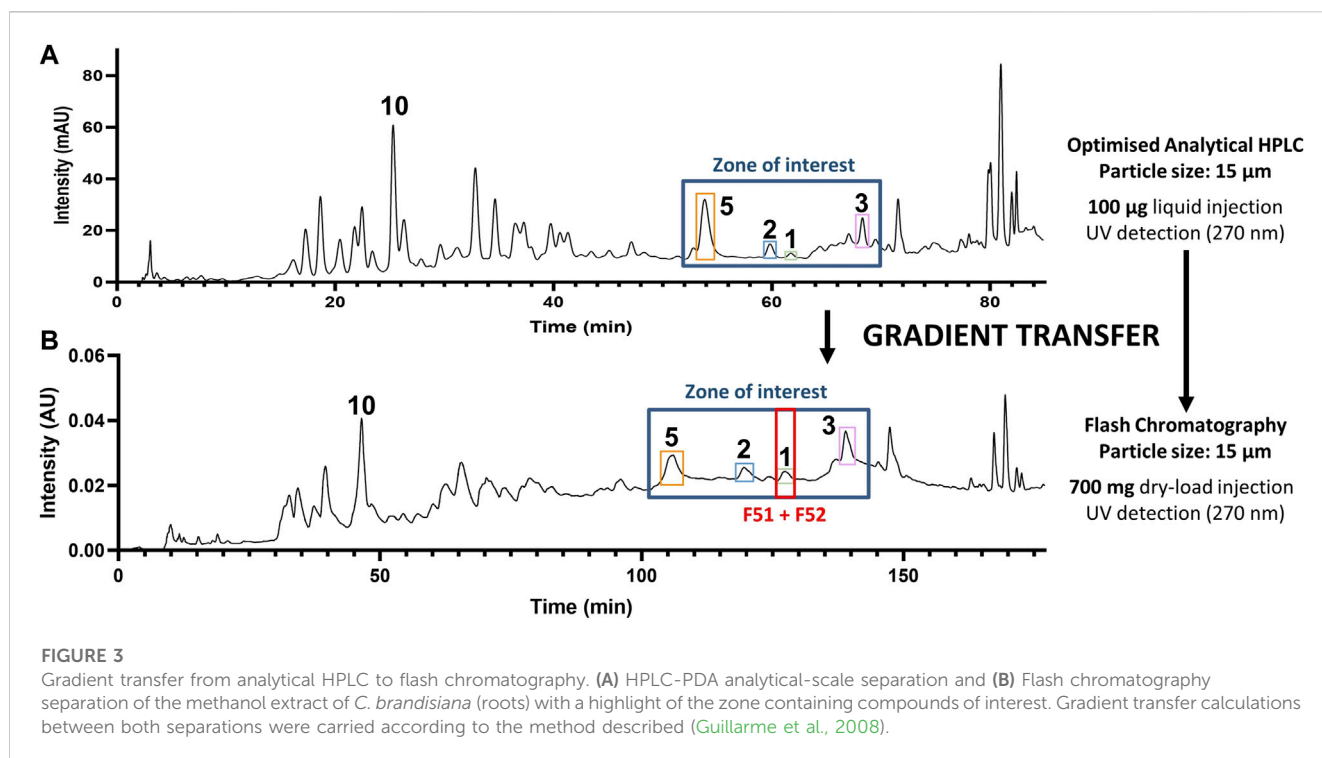 A
Intensity (mAU)
80
60
40
20
0
10
Zone of interest
5
2
1
3
0
20
40
60
80
Time (min)
Optimised Analytical HPLC
Particle size: 15 µm
100 µg liquid injection
UV detection (270 nm)
GRADIENT TRANSFER
B
Intensity (AU)
0.06
0.04
0.02
0.00
10
Zone of interest
5
2
1
3
F51 + F52
0
50
100
150
Time (min)
Flash Chromatography
Particle size: 15 µm
700 mg dry-load injection
UV detection (270 nm)
FIGURE 3
Gradient transfer from analytical HPLC to flash chromatography. (A) HPLC-PDA analytical-scale separation and (B) Flash chromatography
separation of the methanol extract of C. brandisiana (roots) with a highlight of the zone containing compounds of interest. Gradient transfer calculations
between both separations were carried according to the method described (Guillarme et al., 2008).